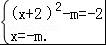 (x+2)²-m=-2
x=-m.